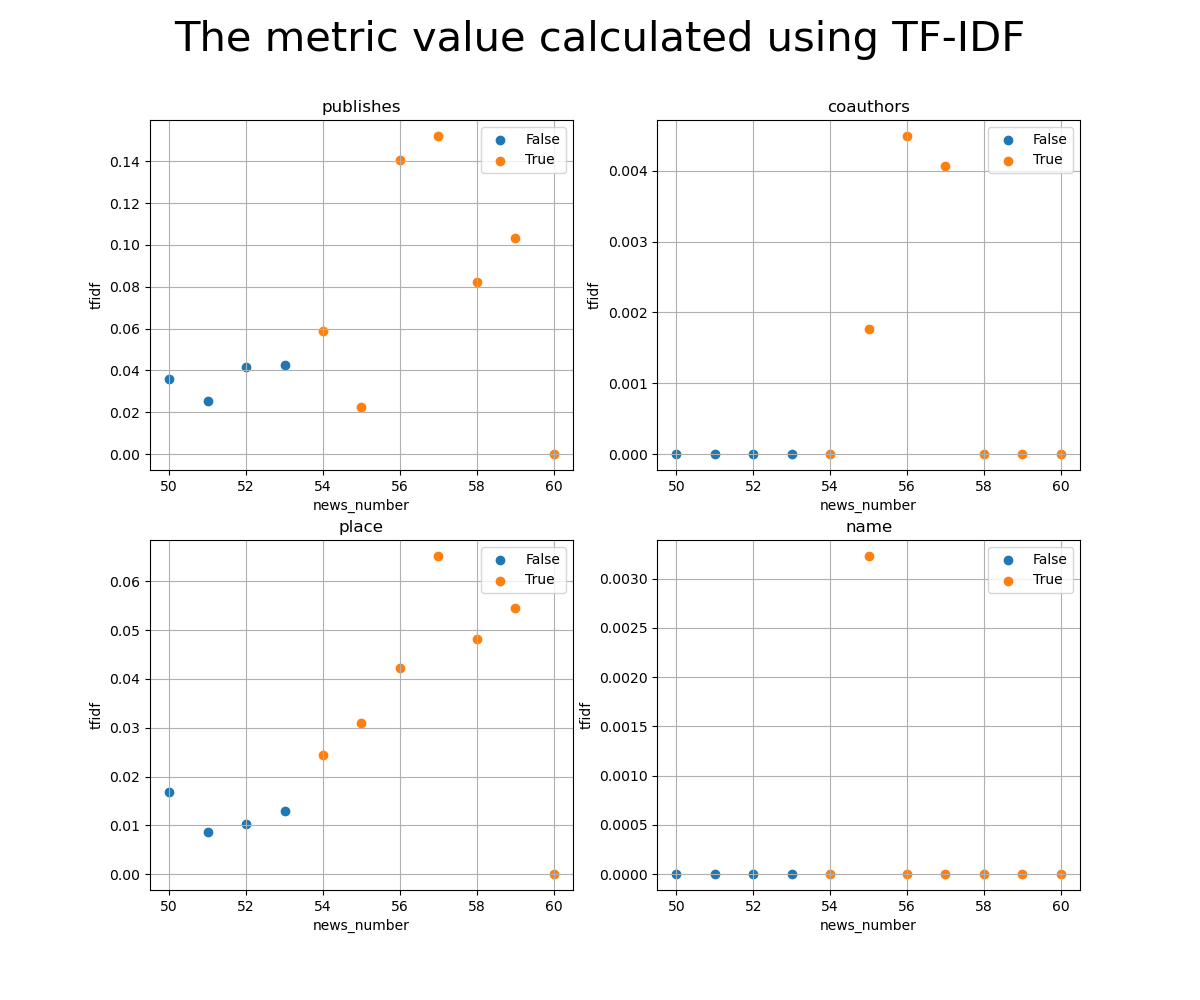 The metric value calculated using TF-IDF
publishes
False
True
0.14
0.12
0.10
0.08
0.06
0.04
0.02
0.00
tfidf
50 52 54 56 58 60
news_number
coauthors
False
True
0.004
0.003
0.002
0.001
0.000
tfidf
50 52 54 56 58 60
news_number
place
False
True
0.06
0.05
0.04
0.03
0.02
0.01
0.00
tfidf
50 52 54 56 58 60
news_number
name
False
True
0.0030
0.0025
0.0020
0.0015
0.0010
0.0005
0.0000
tfidf
50 52 54 56 58 60
news_number